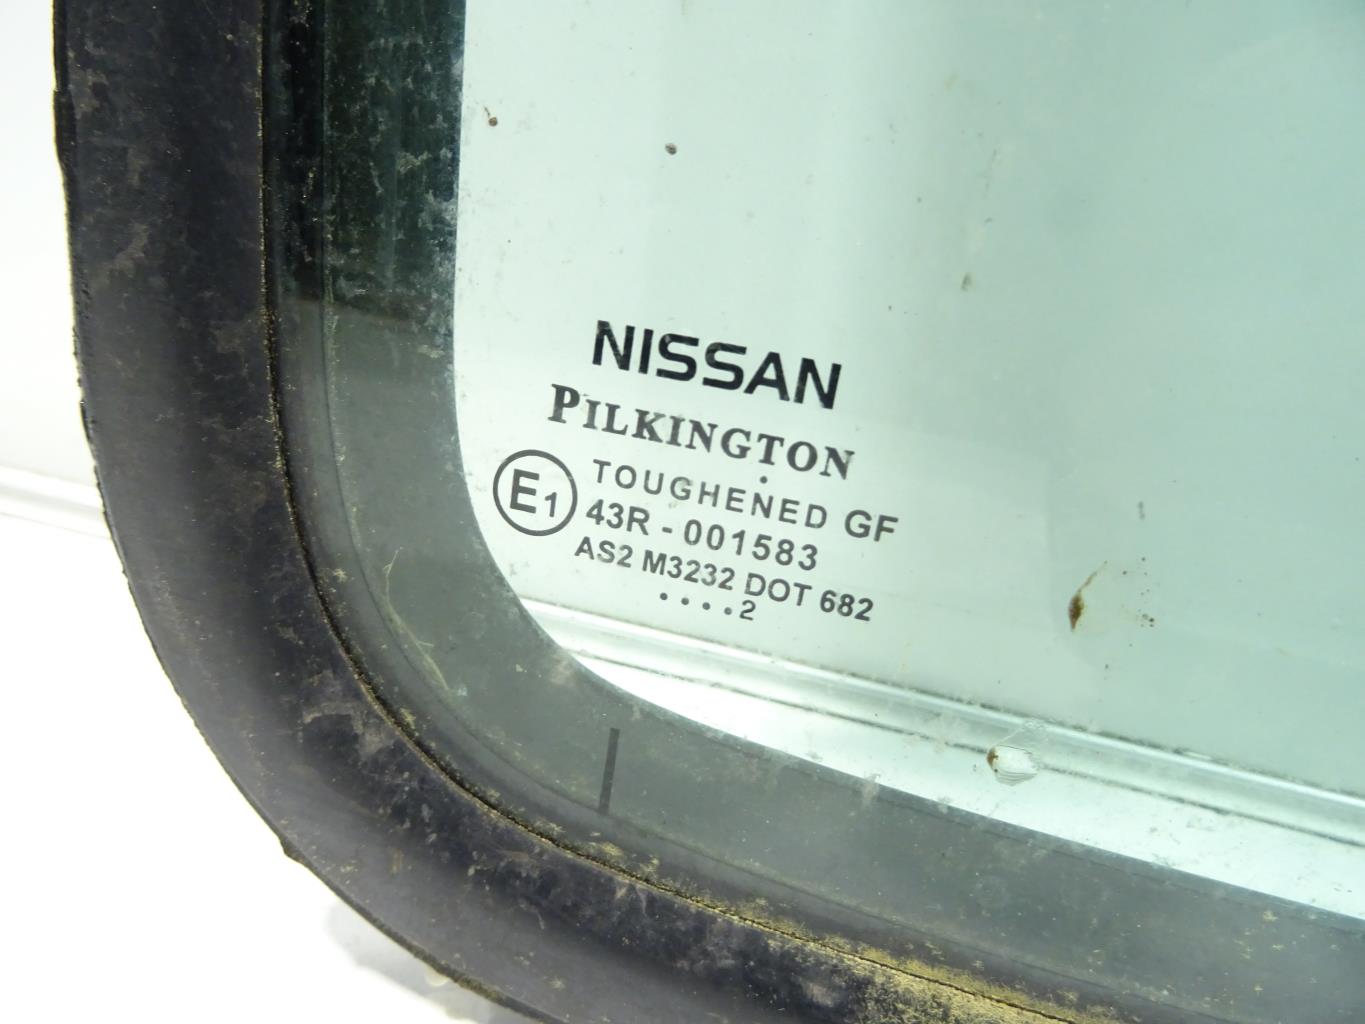 NISSAN
PILKINGTON
E1
TOUGHENED GF
43R - 001583
AS2 M3232 DOT 682
....2